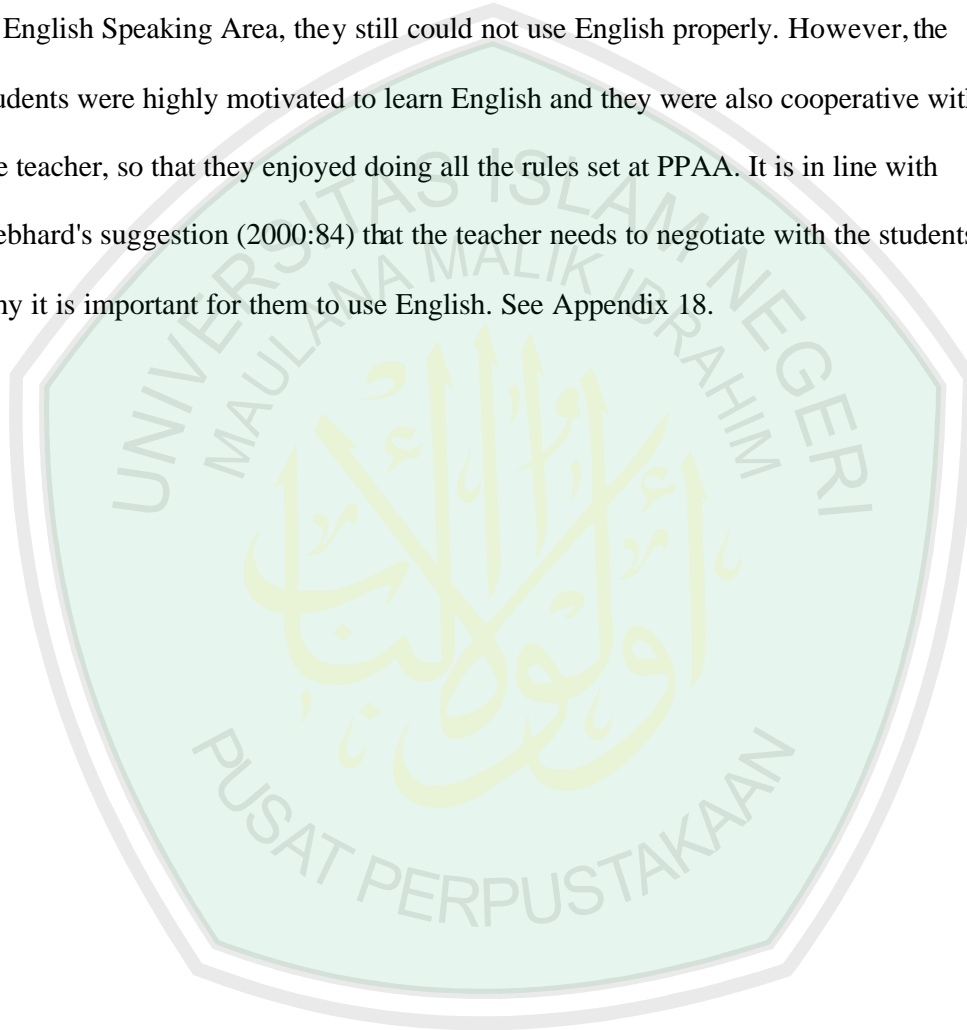 English Speaking Area, they still could not use English properly. However, the
udents were highly motivated to learn English and they were also cooperative wit
e teacher, so that they enjoyed doing all the rules set at PPAA. It is in line with
ebhard's suggestion (2000:84) that the teacher needs to negotiate with the students
hy it is important for them to use English. See Appendix 18.
UNIVERSITAS ISLAM NEGERI
MAULANA MALIK IBRAHIM
أولوا الألباب
PUSAT PERPUSTAKAAN